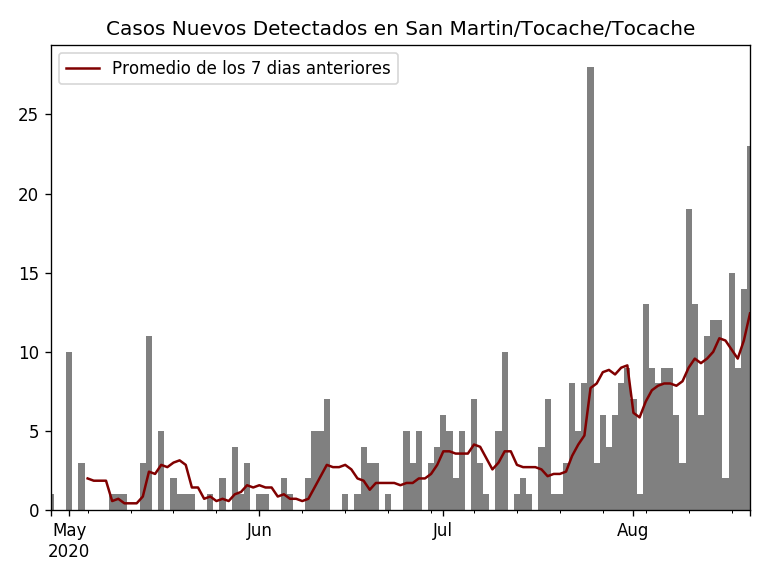 Casos Nuevos Detectados en San Martin/Tocache/Tocache
Promedio de los 7 dias anteriores
25
20
15
10
5
0
May Jun Jul Aug
2020